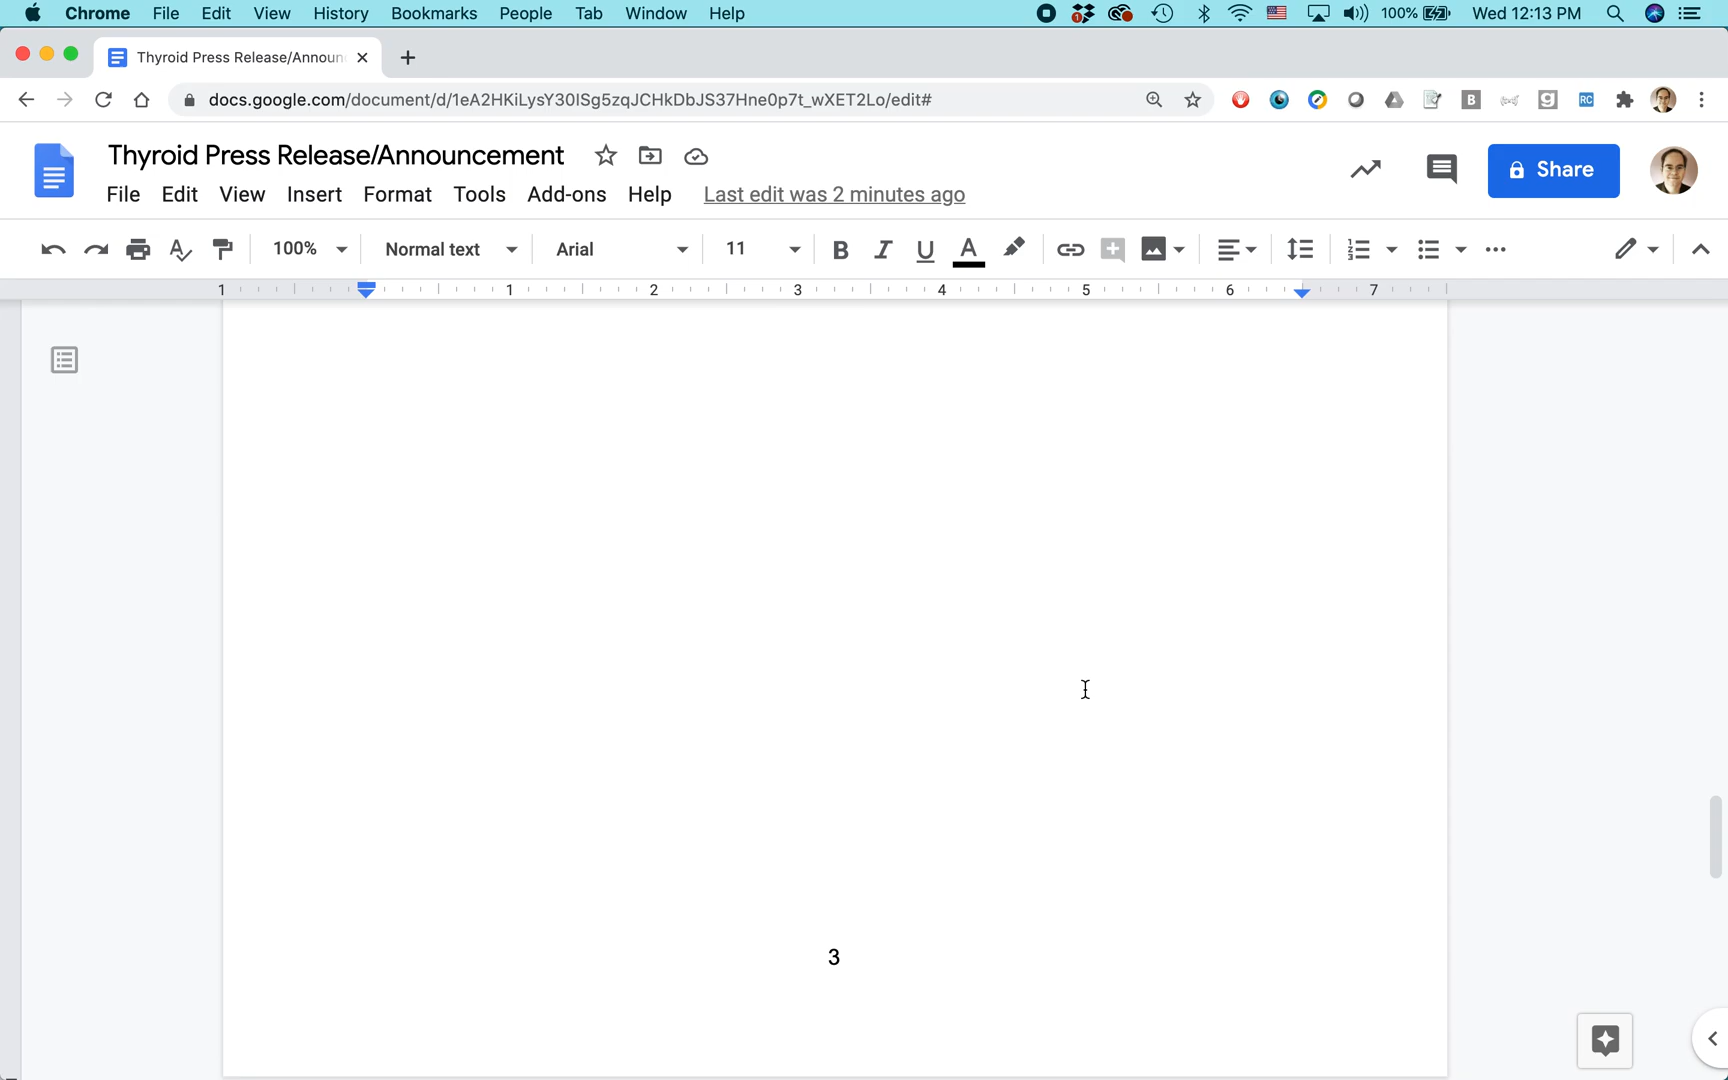 Chrome File Edit View History Bookmarks People Tab Window Help 1 100% Wed 12:13 PM
Thyroid Press Release/Announ
docs.google.com/document/d/1eA2HKiLysY30ISg5zqJCHkDbJS37Hne0p7t_wXET2Lo/edit#
B g RC
Thyroid Press Release/Announcement
Share
File Edit View Insert Format Tools Add-ons Help Last edit was 2 minutes ago
100% Normal text Arial 11 B I U A
1 1 2 3 4 5 6 7
3